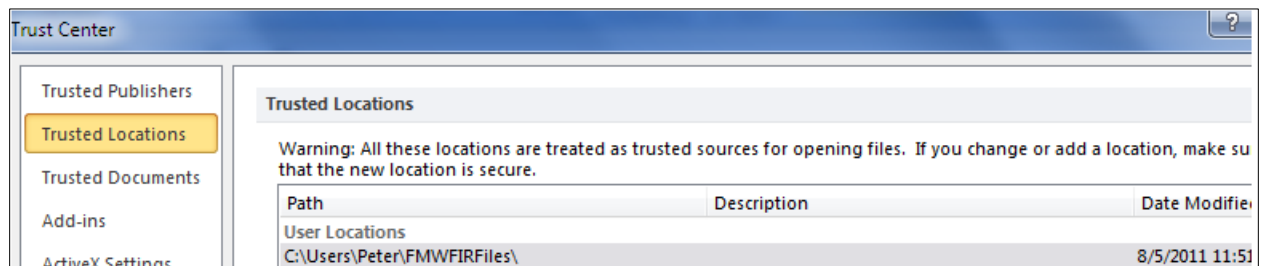 Trust Center
?
Trusted Publishers
Trusted Locations
Trusted Documents
Add-ins
ActiveX Settings
Trusted Locations
Warning: All these locations are treated as trusted sources for opening files. If you change or add a location, make su
that the new location is secure.
Path Description Date Modifie
User Locations
C:\Users\Peter\FMWFIRFiles\ 8/5/2011 11:51